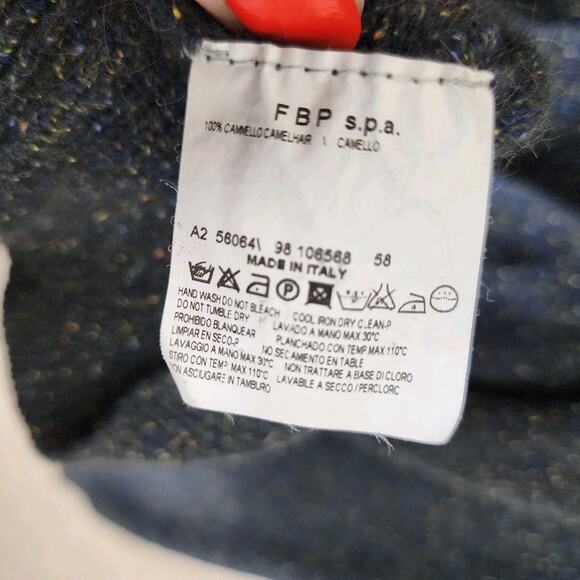 FBP s.p.a.
100% CAMMELLO CAMELHAIR \ CAMELLO
A2 56064\ 98 106568 58
MADE IN ITALY
P
HAND WASH DO NOT BLEACH COOL IRON DRY CLEAN-P
DO NOT TUMBLE DRY LAVADO A MANO MAX 30°C
PROHIBIDO BLANQUEAR PLANCHADO CON TEMP MAX 110°C
LIMPIAR EN SECO-P NO SECAMIENTO EN TABLE
LAVAGGIO A MANO MAX 30°C NON TRATTARE A BASE DI CLORO
STIRO CON TEMP. MAX 110°C LAVABILE A SECCO/PERCLORC
NON ASCIUGARE IN TAMBURO